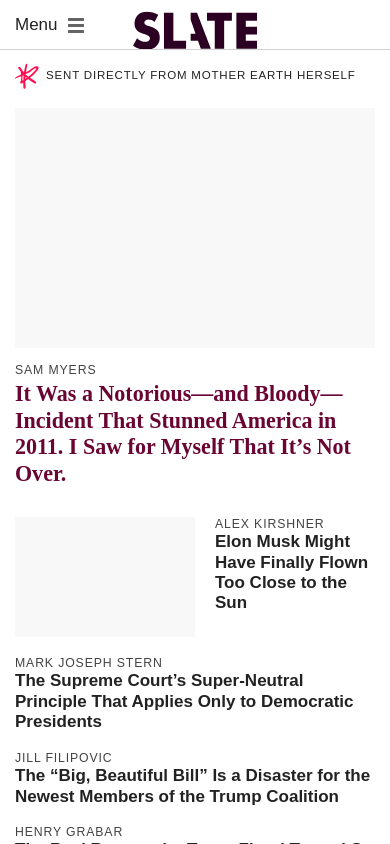 Menu
SLATE
SENT DIRECTLY FROM MOTHER EARTH HERSELF
SAM MYERS
It Was a Notorious—and Bloody—
Incident That Stunned America in
2011. I Saw for Myself That It’s Not
Over.
ALEX KIRSHNER
Elon Musk Might
Have Finally Flown
Too Close to the
Sun
MARK JOSEPH STERN
The Supreme Court’s Super-Neutral
Principle That Applies Only to Democratic
Presidents
JILL FILIPOVIC
The “Big, Beautiful Bill” Is a Disaster for the
Newest Members of the Trump Coalition
HENRY GRABAR